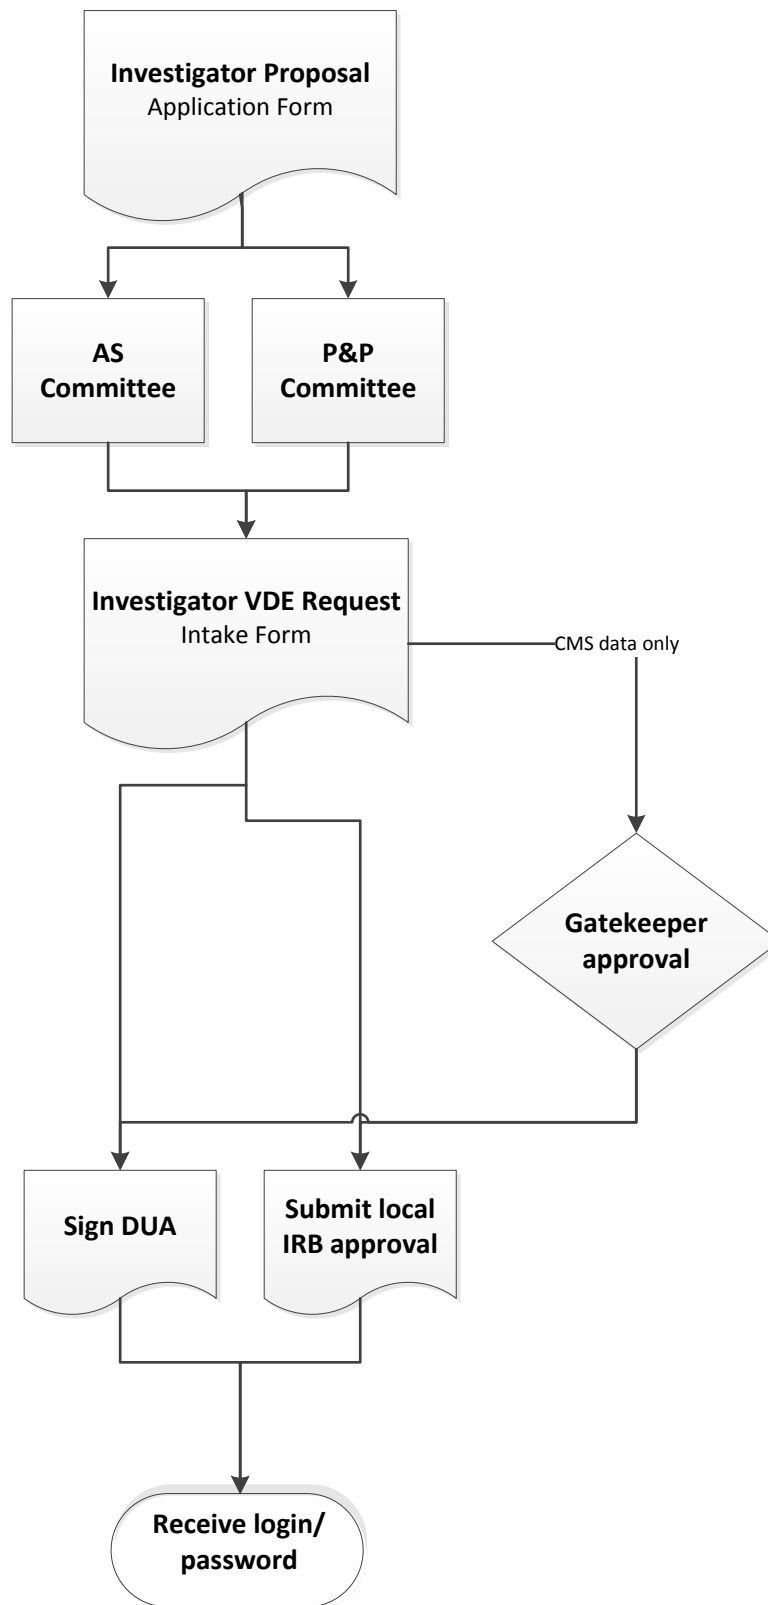 Investigator Proposal
Application Form
AS
Committee
P&P
Committee
Investigator VDE Request
Intake Form
CMS data only
Gatekeeper
approval
Sign DUA
Submit local
IRB approval
Receive login/
password